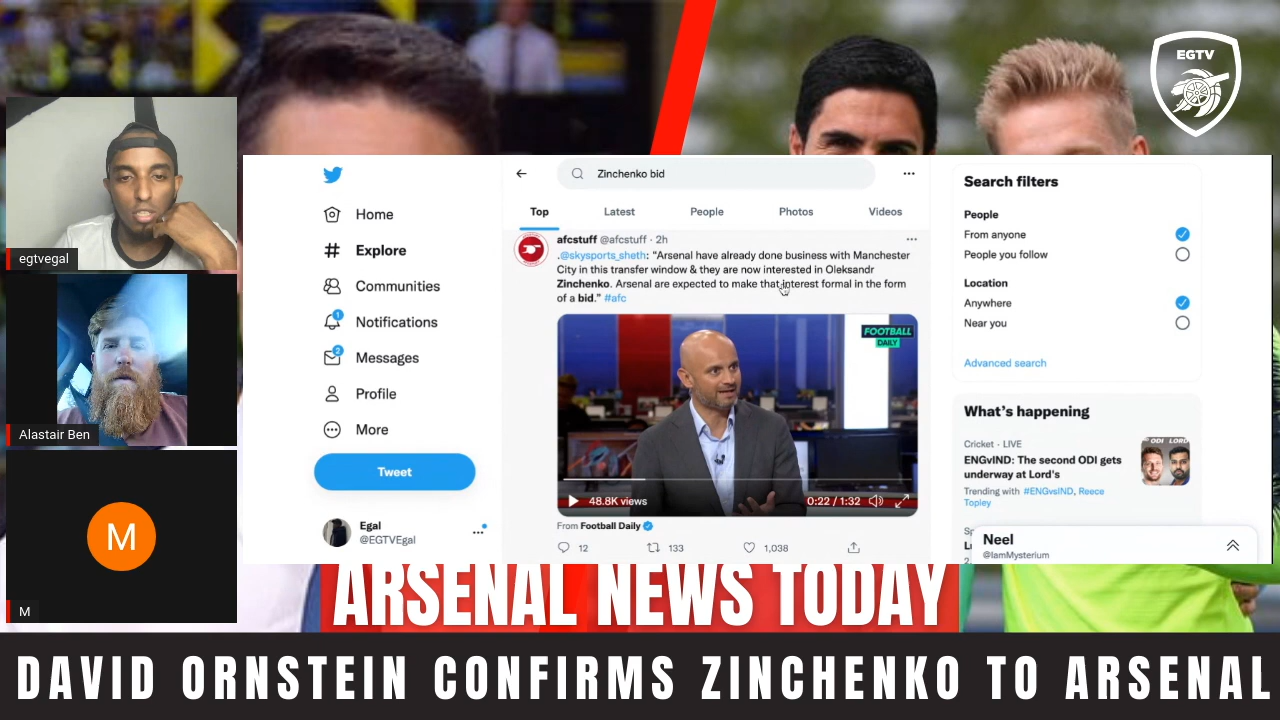 EGTV
egtvegal
Alastair Ben
M
M
Home
Explore
Communities
1
Notifications
2
Messages
Profile
More
Tweet
Egal
@EGTVEgal
Zinchenko bid
Top Latest People Photos Videos
afcstuff @afcstuff · 2h
.@skysports_sheth: "Arsenal have already done business with Manchester
City in this transfer window & they are now interested in Oleksandr
Zinchenko. Arsenal are expected to make that interest formal in the form
of a bid." #afc
FOOTBALL
DAILY
48.8K views 0:22 / 1:32
From Football Daily
12 133 1,038
Search filters
People
From anyone
People you follow
Location
Anywhere
Near you
Advanced search
What's happening
Cricket · LIVE
ENGvIND: The second ODI gets
underway at Lord's
Trending with #ENGvsIND, Reece
Topley
ODI LORD
Sp
Lu
2
Neel
@IamMysterium
ARSENAL NEWS TODAY
DAVID ORNSTEIN CONFIRMS ZINCHENKO TO ARSENAL